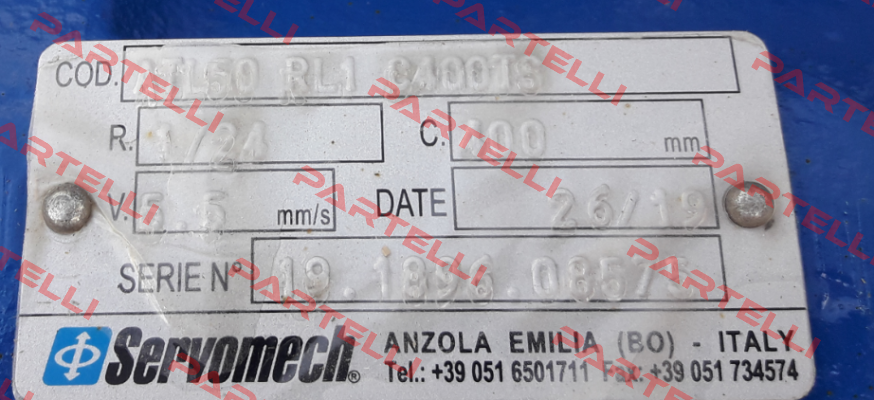 COD. ATL50 RL1 C400TS
R. 1/24 C. 400 mm
V. 5.5 mm/s DATE 26/19
SERIE N° 19.1896.08573
Servomech® ANZOLA EMILIA (BO) - ITALY
Tel.: +39 051 6501711 Fax: +39 051 734574
PARTELLI